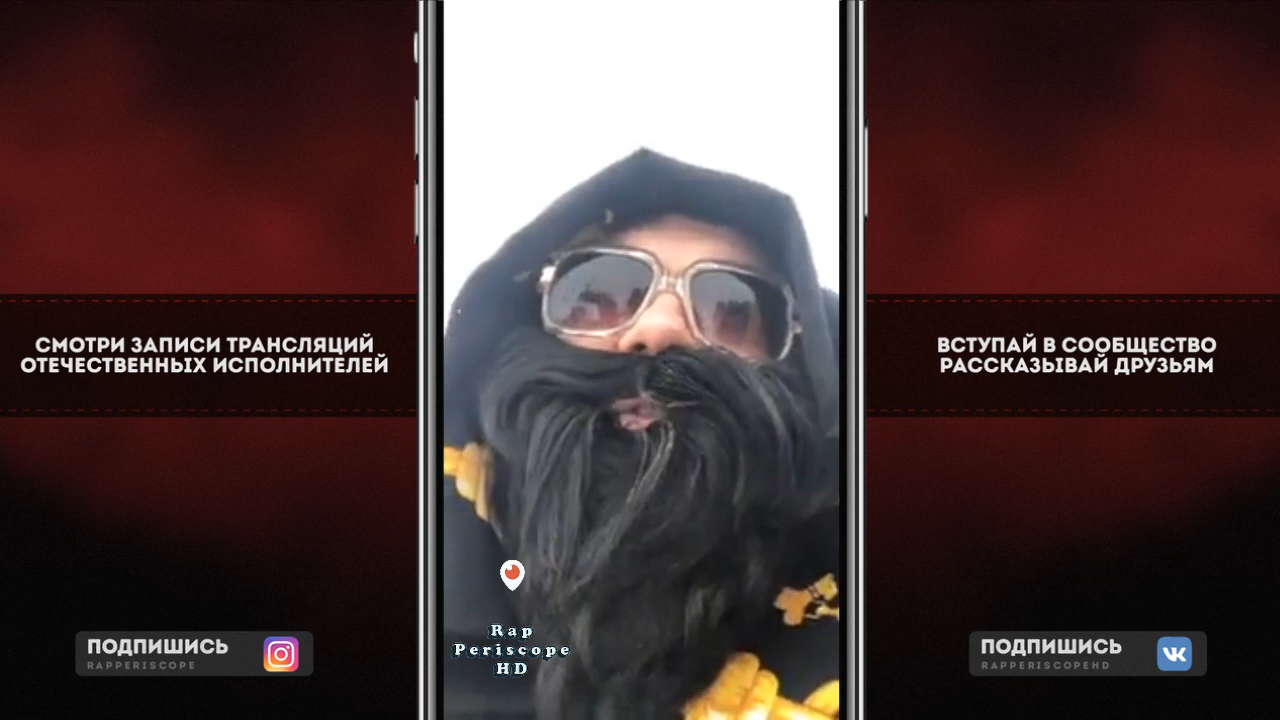 СМОТРИ ЗАПИСИ ТРАНСЛЯЦИЙ
ОТЕЧЕСТВЕННЫХ ИСПОЛНИТЕЛЕЙ
ПОДПИШИСЬ
RAPPERISCOPE
Rap
Periscope
HD
ВСТУПАЙ В СООБЩЕСТВО
РАССКАЗЫВАЙ ДРУЗЬЯМ
ПОДПИШИСЬ
RAPPERISCOPEHD